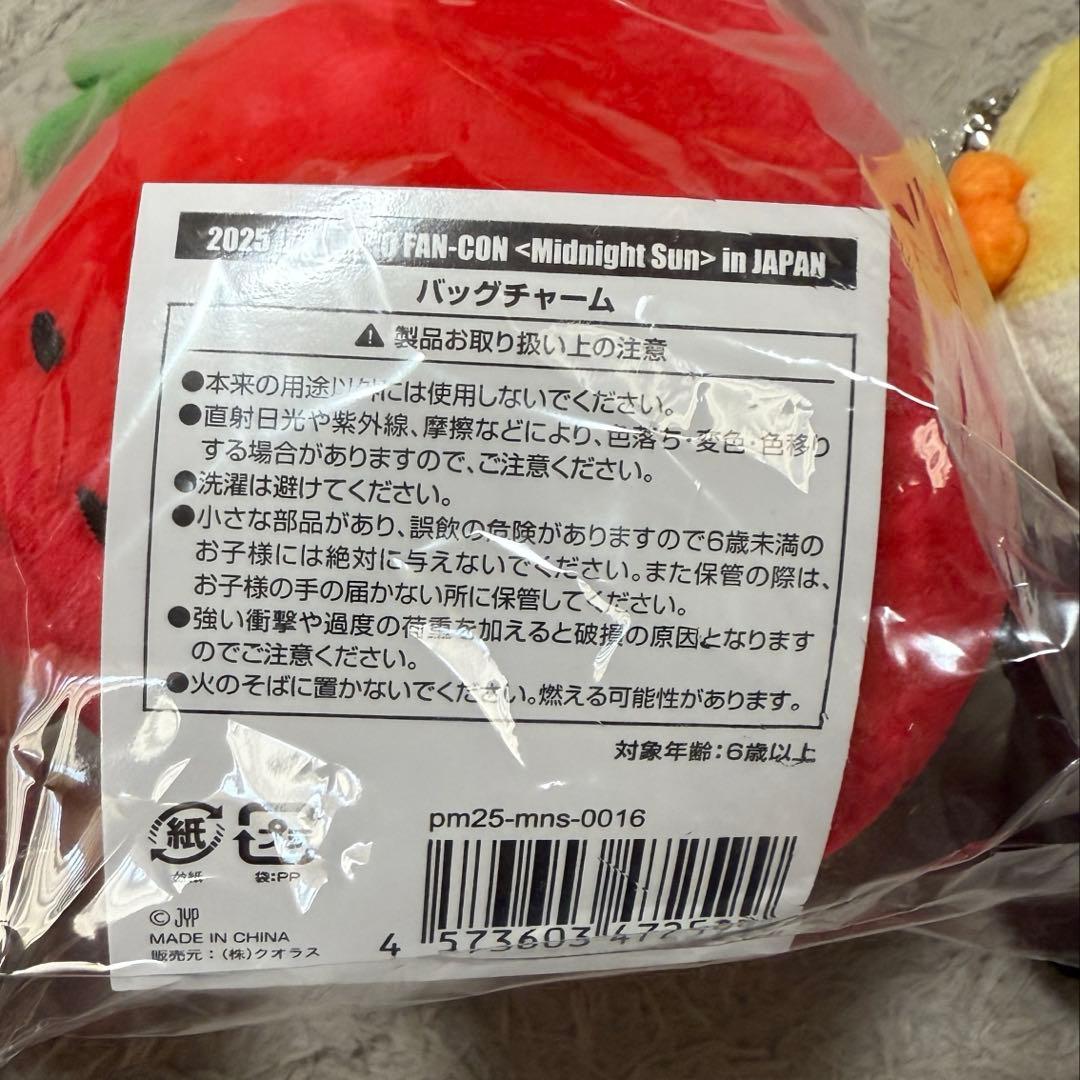 2025 FAN-CON <Midnight Sun> in JAPAN
バッグチャーム
製品お取り扱い上の注意
●本来の用途以外には使用しないでください。
●直射日光や紫外線、摩擦などにより、色落ち・変色・色移り
する場合がありますので、ご注意ください。
●洗濯は避けてください。
●小さな部品があり、誤飲の危険がありますので6歳未満の
お子様には絶対に与えないでください。また保管の際は、
お子様の手の届かない所に保管してください。
●強い衝撃や過度の荷重を加えると破損の原因となります
のでご注意ください。
●火のそばに置かないでください。燃える可能性があります。
対象年齢:6歳以上
pm25-mns-0016
紙
台紙
袋:PP
© JYP
MADE IN CHINA
販売元:(株)クオラス
4 573603